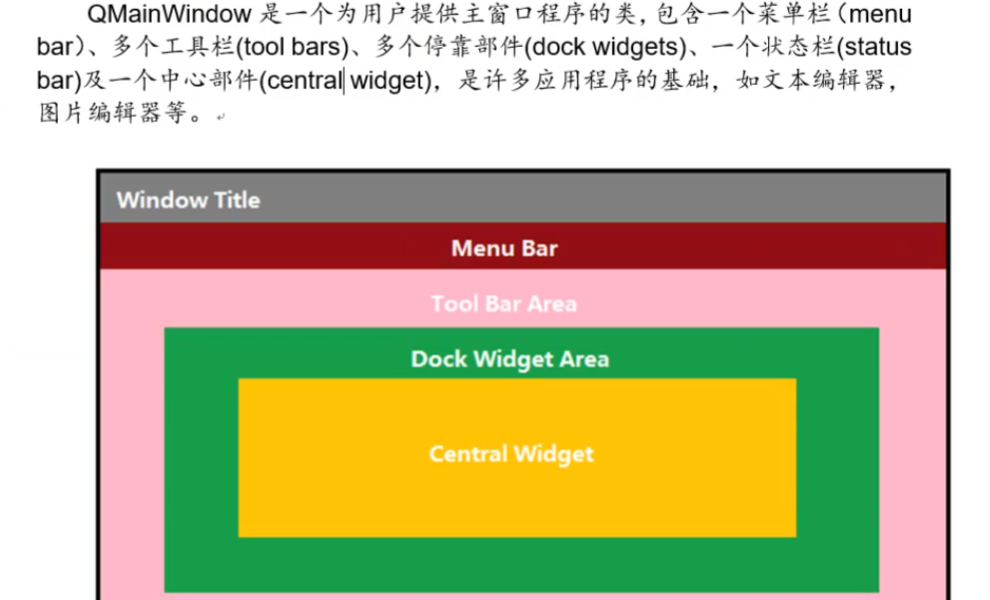 QMainWindow 是一个为用户提供主窗口程序的类，包含一个菜单栏（menu
bar）、多个工具栏(tool bars)、多个停靠部件(dock widgets)、一个状态栏(status
bar)及一个中心部件(central widget)，是许多应用程序的基础，如文本编辑器，
图片编辑器等。
Window Title
Menu Bar
Tool Bar Area
Dock Widget Area
Central Widget